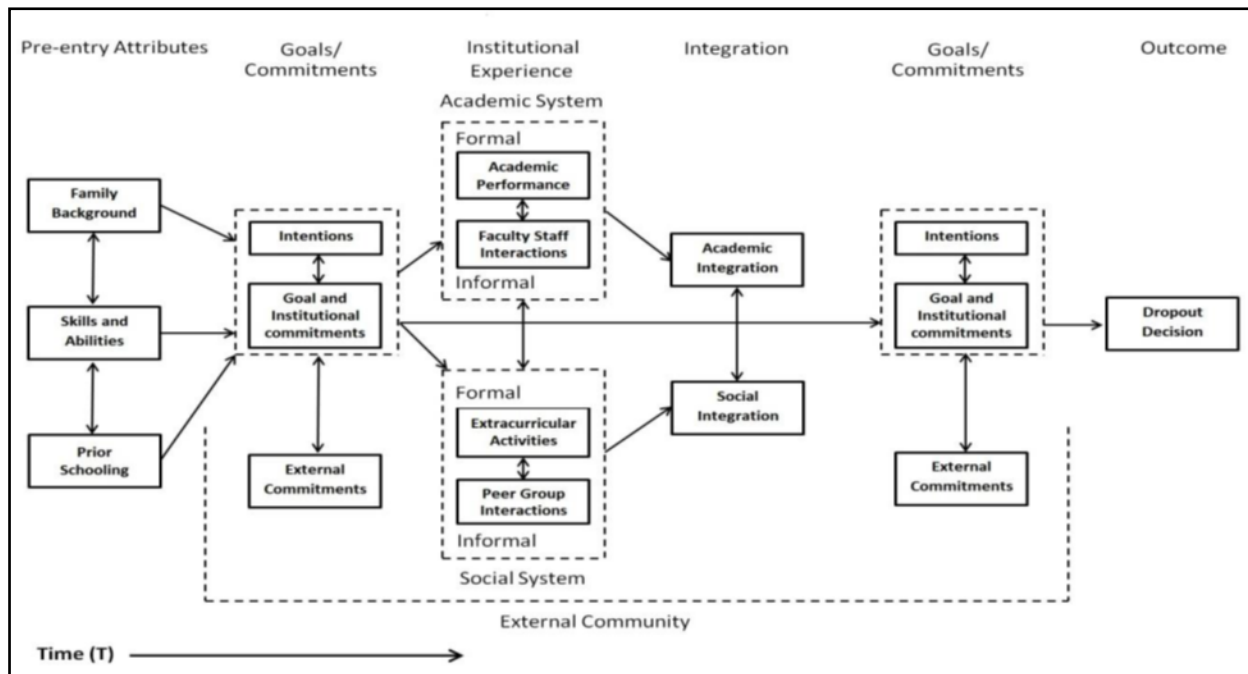 Pre-entry Attributes
Goals/
Commitments
Institutional
Experience
Integration
Goals/
Commitments
Outcome
Academic System
Formal
Academic
Performance
Faculty Staff
Interactions
Informal
Family
Background
Skills and
Abilities
Prior
Schooling
Intentions
Goal and
Institutional
commitments
External
Commitments
Formal
Extracurricular
Activities
Peer Group
Interactions
Informal
Social System
Academic
Integration
Social
Integration
Intentions
Goal and
Institutional
commitments
External
Commitments
Dropout
Decision
External Community
Time (T)